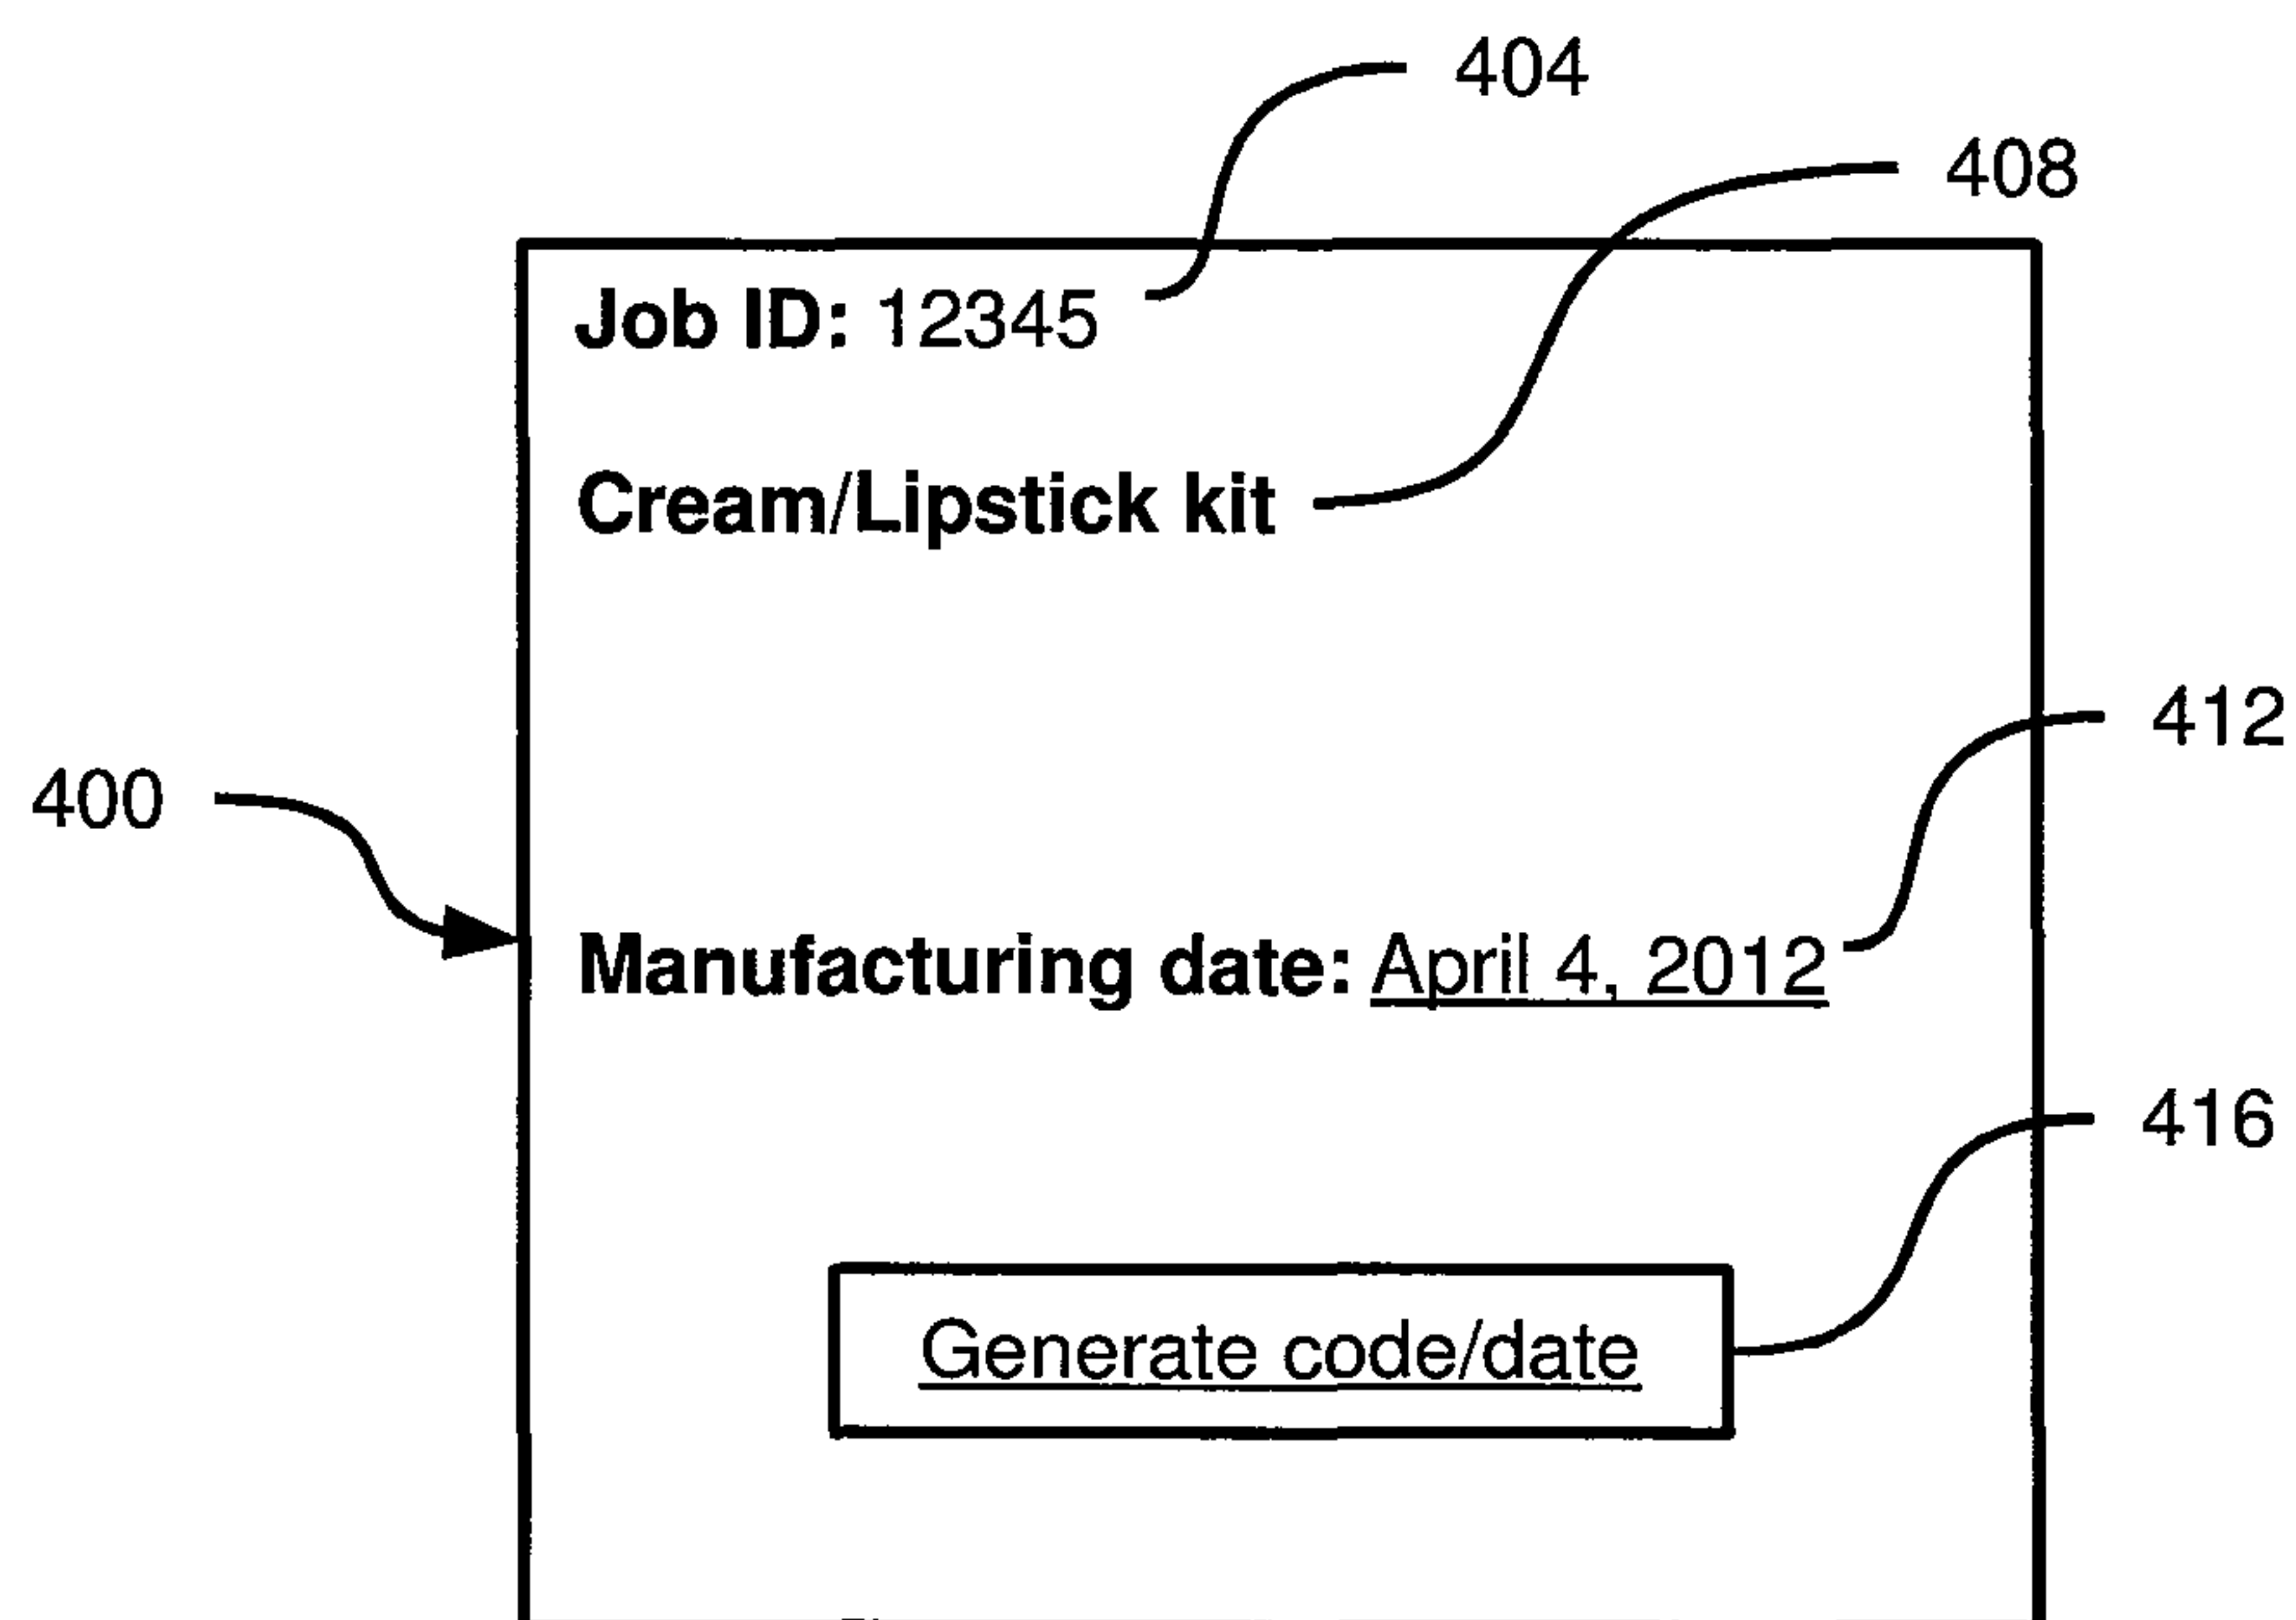 404
408
Job ID: 12345
Cream/Lipstick kit
412
400
Manufacturing date: April 4, 2012
416
Generate code/date